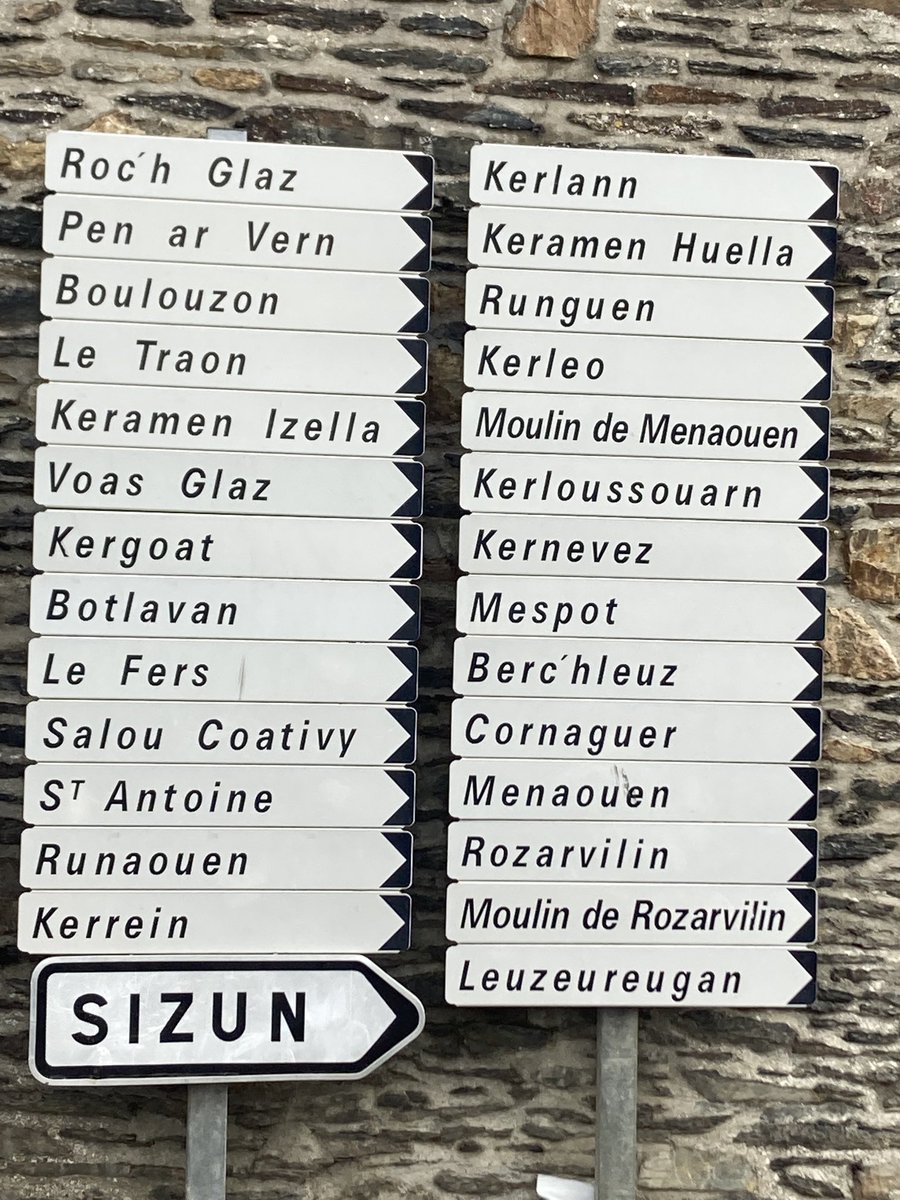 Roc'h Glaz
Pen ar Vern
Boulouzon
Le Traon
Keramen Izella
Voas Glaz
Kergoat
Botlavan
Le Fers
Salou Coativy
Sᵀ Antoine
Runaouen
Kerrein
SIZUN
Kerlann
Keramen Huella
Runguen
Kerleo
Moulin de Menaouen
Kerloussouarn
Kernevez
Mespot
Berc'hleuz
Cornaguer
Menaouen
Rozarvilin
Moulin de Rozarvilin
Leuzeureugan